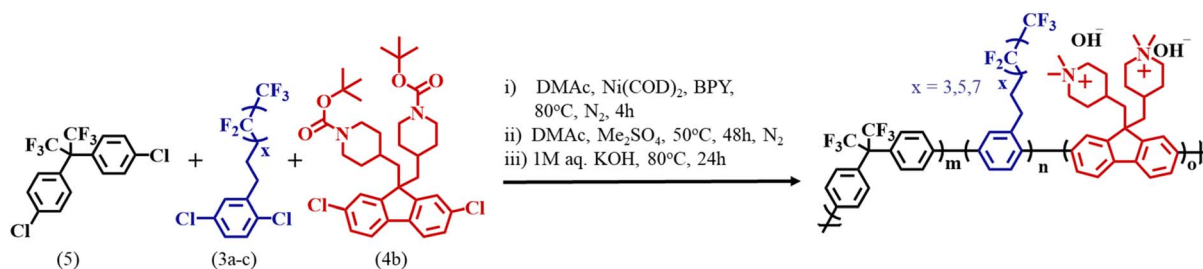 CF₃
F₂
C
x
Cl
Cl
(3a-c)
F₃C
CF₃
Cl
Cl
(5)
+
+
O
O
N
O
O
N
Cl
Cl
(4b)
i) DMAc, Ni(COD)₂, BPY,
80°C, N₂, 4h
ii) DMAc, Me₂SO₄, 50°C, 48h, N₂
iii) 1M aq. KOH, 80°C, 24h
CF₃
F₂C
x
x = 3,5,7
OH⁻
OH⁻
N
+
N
+
F₃C
CF₃
m
n
o